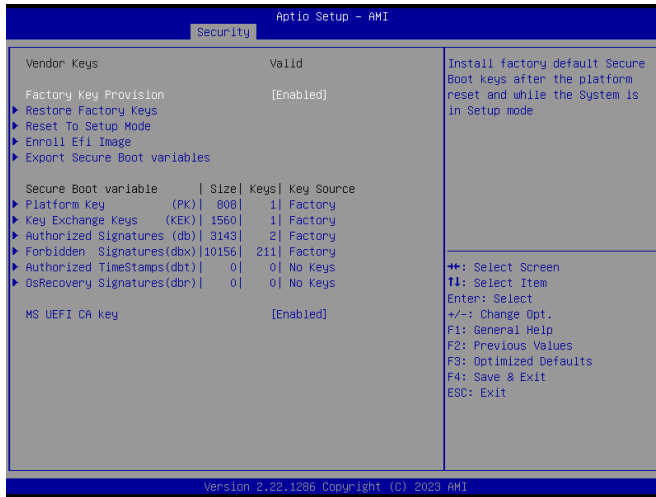 Aptio Setup - AMI
Security
Vendor Keys Valid
Factory Key Provision [Enabled]
Restore Factory Keys
Reset To Setup Mode
Enroll Efi Image
Export Secure Boot variables
Secure Boot variable | Size| Keys| Key Source
Platform Key (PK)| 808| 1| Factory
Key Exchange Keys (KEK)| 1560| 1| Factory
Authorized Signatures (db)| 3143| 2| Factory
Forbidden Signatures(dbx)|10156| 211| Factory
Authorized TimeStamps(dbt)| 0| 0| No Keys
OsRecovery Signatures(dbr)| 0| 0| No Keys
MS UEFI CA key [Enabled]
Install factory default Secure
Boot keys after the platform
reset and while the System is
in Setup mode
→←: Select Screen
↑↓: Select Item
Enter: Select
+/-: Change Opt.
F1: General Help
F2: Previous Values
F3: Optimized Defaults
F4: Save & Exit
ESC: Exit
Version 2.22.1286 Copyright (C) 2023 AMI